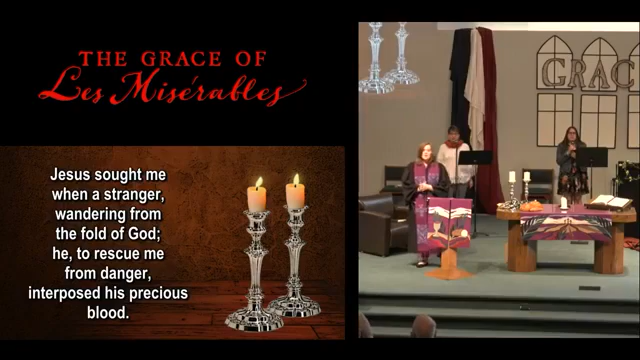 THE GRACE OF
Les Misérables
Jesus sought me
when a stranger,
wandering from
the fold of God;
he, to rescue me
from danger,
interposed his precious
blood.
GRAC